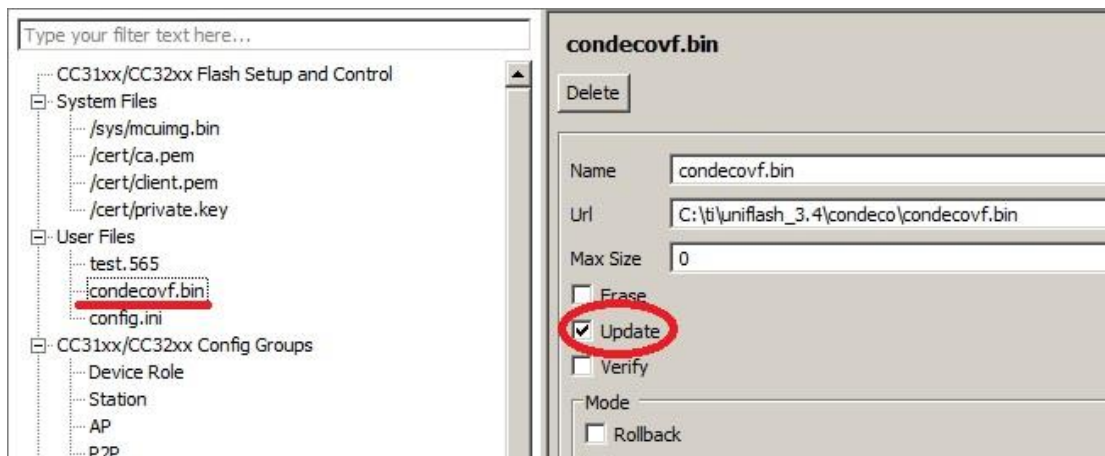 Type your filter text here...
CC31xx/CC32xx Flash Setup and Control
System Files
/sys/mcuimg.bin
/cert/ca.pem
/cert/client.pem
/cert/private.key
User Files
test.565
condecovf.bin
config.ini
CC31xx/CC32xx Config Groups
Device Role
Station
AP
P2P
condecovf.bin
Delete
Name condecovf.bin
Url C:\ti\uniflash_3.4\condeco\condecovf.bin
Max Size 0
Erase
Update
Verify
Mode
Rollback